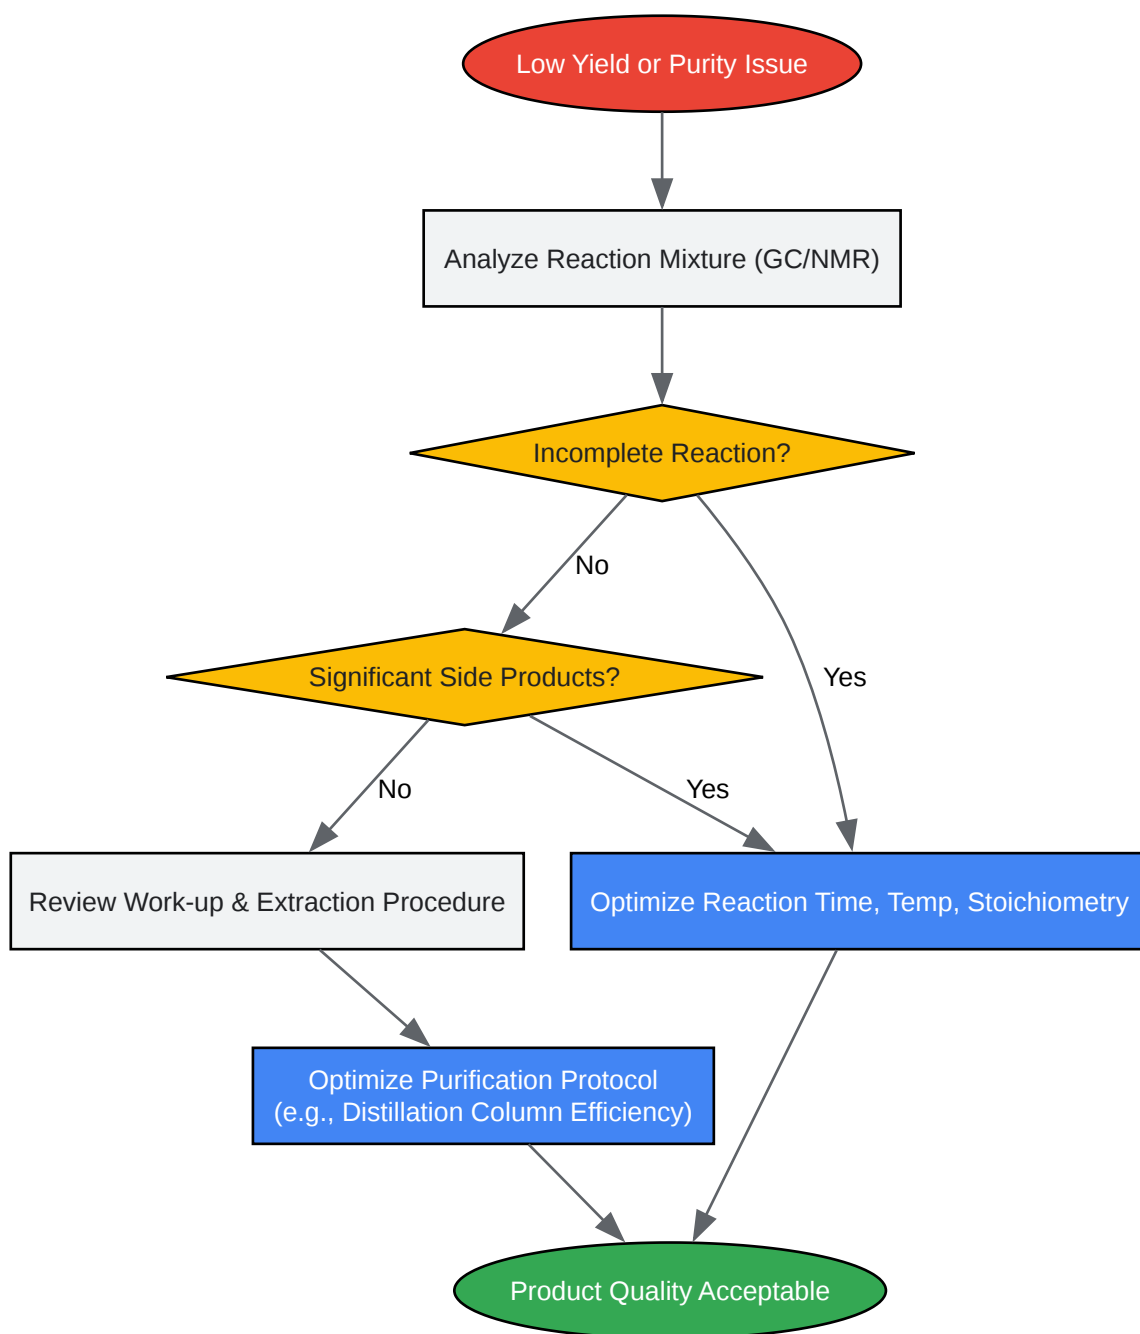 Low Yield or Purity Issue
Analyze Reaction Mixture (GC/NMR)
Incomplete Reaction?
No
Yes
Significant Side Products?
No
Yes
Review Work-up & Extraction Procedure
Optimize Reaction Time, Temp, Stoichiometry
Optimize Purification Protocol
(e.g., Distillation Column Efficiency)
Product Quality Acceptable